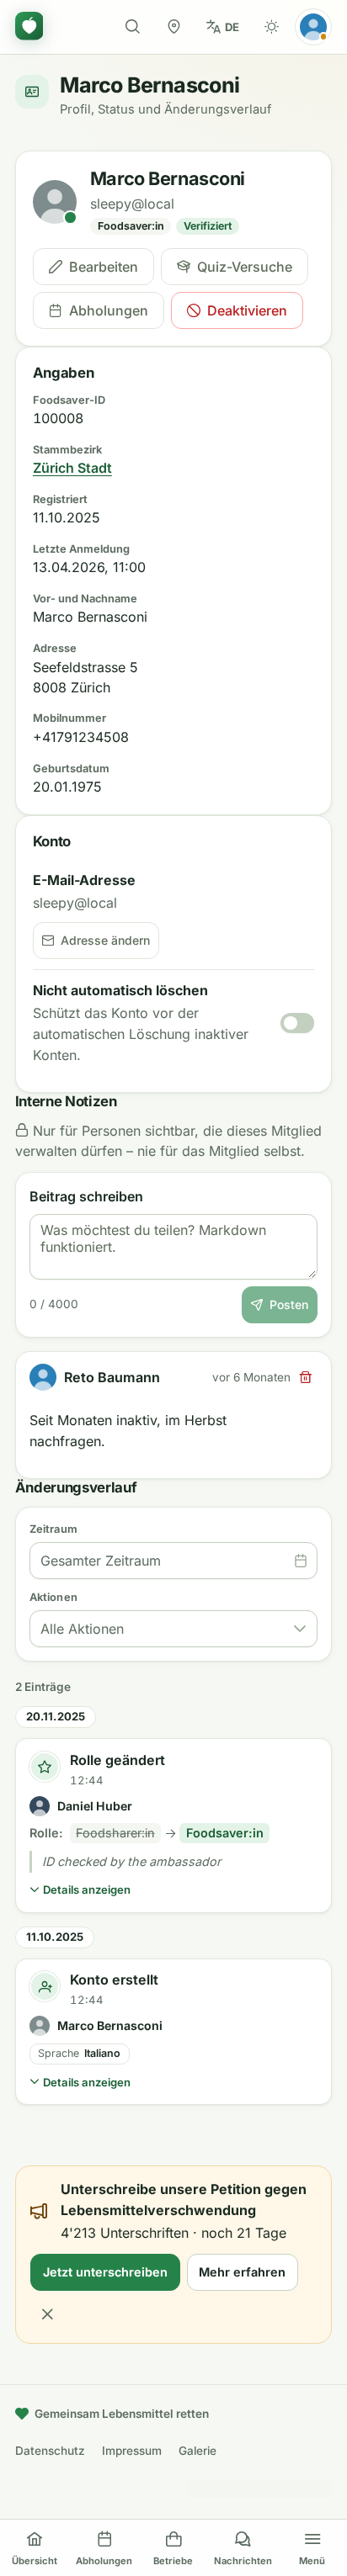 DE
Marco Bernasconi
Profil, Status und Änderungsverlauf
Marco Bernasconi
sleepy@local
Foodsaver:in Verifiziert
Bearbeiten Quiz-Versuche
Abholungen Deaktivieren
Angaben
Foodsaver-ID
100008
Stammbezirk
Zürich Stadt
Registriert
11.10.2025
Letzte Anmeldung
13.04.2026, 11:00
Vor- und Nachname
Marco Bernasconi
Adresse
Seefeldstrasse 5
8008 Zürich
Mobilnummer
+41791234508
Geburtsdatum
20.01.1975
Konto
E-Mail-Adresse
sleepy@local
Adresse ändern
Nicht automatisch löschen
Schützt das Konto vor der
automatischen Löschung inaktiver
Konten.
Interne Notizen
Nur für Personen sichtbar, die dieses Mitglied
verwalten dürfen – nie für das Mitglied selbst.
Beitrag schreiben
Was möchtest du teilen? Markdown
funktioniert.
0 / 4000 Posten
Reto Baumann vor 6 Monaten
Seit Monaten inaktiv, im Herbst
nachfragen.
Änderungsverlauf
Zeitraum
Gesamter Zeitraum
Aktionen
Alle Aktionen
2 Einträge
20.11.2025
Rolle geändert
12:44
Daniel Huber
Rolle: Foodsharer:in → Foodsaver:in
ID checked by the ambassador
Details anzeigen
11.10.2025
Konto erstellt
12:44
Marco Bernasconi
Sprache Italiano
Details anzeigen
Unterschreibe unsere Petition gegen
Lebensmittelverschwendung
4'213 Unterschriften · noch 21 Tage
Jetzt unterschreiben Mehr erfahren
Gemeinsam Lebensmittel retten
Datenschutz Impressum Galerie
Übersicht Abholungen Betriebe Nachrichten Menü